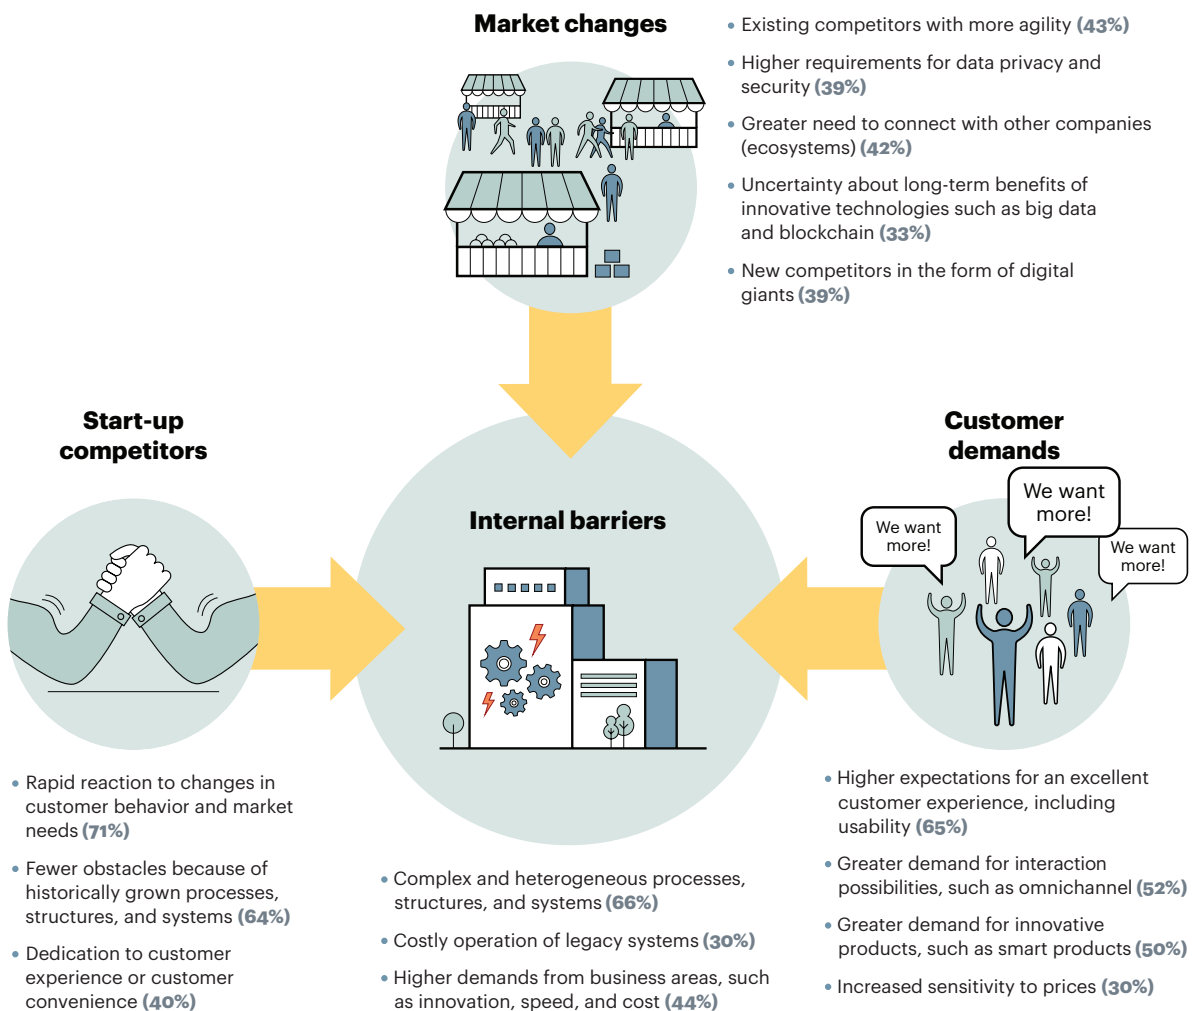 Market changes
• Existing competitors with more agility (43%)
• Higher requirements for data privacy and
security (39%)
• Greater need to connect with other companies
(ecosystems) (42%)
• Uncertainty about long-term benefits of
innovative technologies such as big data
and blockchain (33%)
• New competitors in the form of digital
giants (39%)
Start-up
competitors
• Rapid reaction to changes in
customer behavior and market
needs (71%)
• Fewer obstacles because of
historically grown processes,
structures, and systems (64%)
• Dedication to customer
experience or customer
convenience (40%)
Internal barriers
• Complex and heterogeneous processes,
structures, and systems (66%)
• Costly operation of legacy systems (30%)
• Higher demands from business areas, such
as innovation, speed, and cost (44%)
Customer
demands
We want
more!
We want
more!
We want
more!
• Higher expectations for an excellent
customer experience, including
usability (65%)
• Greater demand for interaction
possibilities, such as omnichannel (52%)
• Greater demand for innovative
products, such as smart products (50%)
• Increased sensitivity to prices (30%)